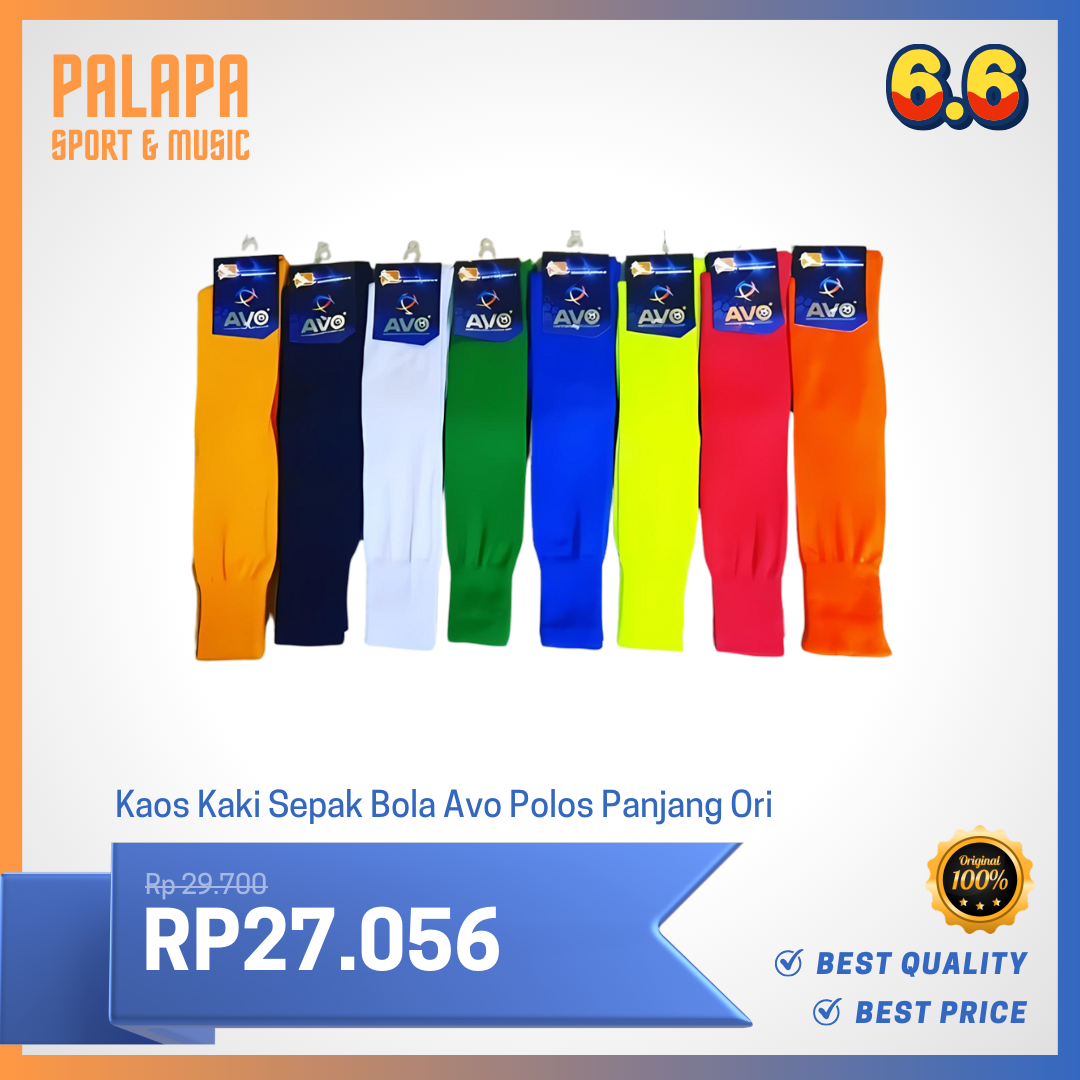 PALAPA
SPORT & MUSIC
6.6
AVO
AVO
AVO
AVO
AVO
AVO
AVO
AVO
Kaos Kaki Sepak Bola Avo Polos Panjang Ori
Rp 29.700
RP27.056
Original
100%
BEST QUALITY
BEST PRICE